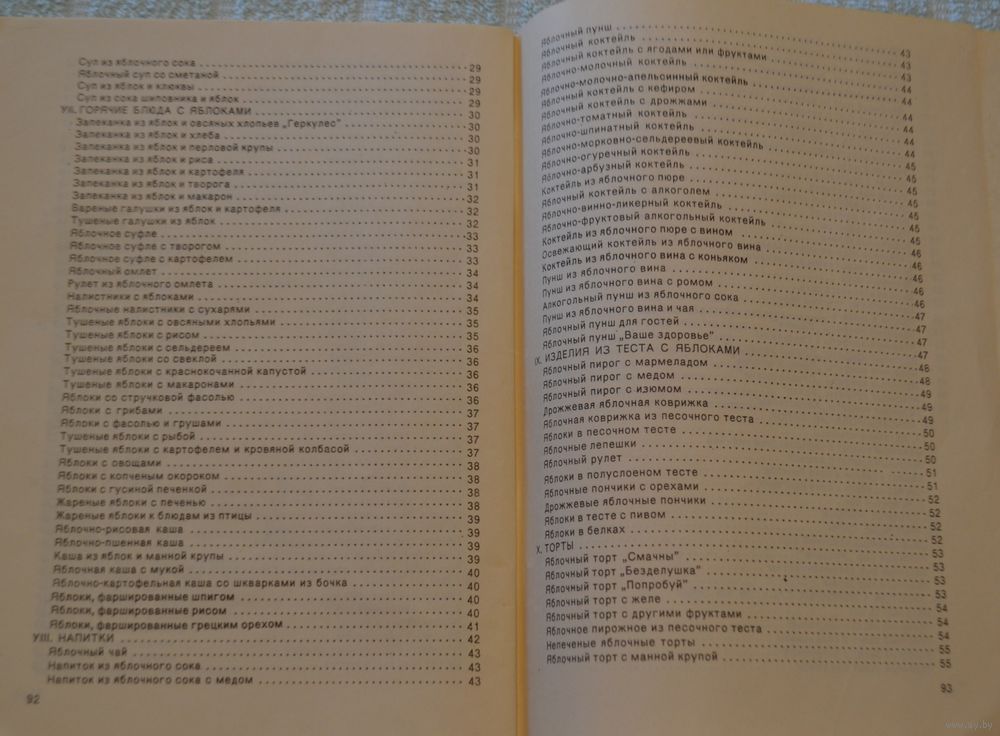 Суп из яблочного сока 29
Яблочный суп со сметаной 29
Суп из яблок и клюквы 29
Суп из сока шиповника и яблок 29
УII. ГОРЯЧИЕ БЛЮДА С ЯБЛОКАМИ 30
Запеканка из яблок и овсяных хлопьев „Геркулес" 30
Запеканка из яблок и хлеба 30
Запеканка из яблок и перловой крупы 30
Запеканка из яблок и риса 31
Запеканка из яблок и картофеля 31
Запеканка из яблок и творога 31
Запеканка из яблок и макарон 32
Вареные галушки из яблок и картофеля 32
Тушеные галушки из яблок 32
Яблочное суфле 33
Яблочное суфле с творогом 33
Яблочное суфле с картофелем 33
Яблочный омлет 34
Рулет из яблочного омлета 34
Налистники с яблоками 34
Яблочные налистники с сухарями 35
Тушеные яблоки с овсяными хлопьями 35
Тушеные яблоки с рисом 35
Тушеные яблоки с сельдереем 36
Тушеные яблоки со свеклой 36
Тушеные яблоки с краснокочанной капустой 36
Тушеные яблоки с макаронами 36
Яблоки со стручковой фасолью 36
Яблоки с грибами 37
Яблоки с фасолью и грушами 37
Тушеные яблоки с рыбой 37
Тушеные яблоки с картофелем и кровяной колбасой 37
Яблоки с овощами 38
Яблоки с копченым окороком 38
Яблоки с гусиной печенкой 38
Жареные яблоки с печенью 38
Жареные яблоки к блюдам из птицы 39
Яблочно-рисовая каша 39
Яблочно-пшенная каша 39
Каша из яблок и манной крупы 39
Яблочная каша с мукой 40
Яблочно-картофельная каша со шкварками из бочка 40
Яблоки, фаршированные шпигом 40
Яблоки, фаршированные рисом 40
Яблоки, фаршированные грецким орехом 41
УIII. НАПИТКИ 42
Яблочный чай 43
Напиток из яблочного сока 43
Напиток из яблочного сока с медом 43
92
Яблочный пунш 43
Яблочный коктейль 43
Яблочный коктейль с ягодами или фруктами 43
Яблочно-молочный коктейль 44
Яблочно-молочно-апельсинный коктейль 44
Яблочный коктейль с кефиром 44
Яблочный коктейль с дрожжами 44
Яблочно-томатный коктейль 44
Яблочно-шпинатный коктейль 44
Яблочно-морковно-сельдереевый коктейль 45
Яблочно-огуречный коктейль 45
Яблочно-арбузный коктейль 45
Коктейль из яблочного пюре 45
Яблочный коктейль с алкоголем 45
Яблочно-винно-ликерный коктейль 45
Яблочно-фруктовый алкогольный коктейль 45
Коктейль из яблочного пюре с вином 46
Освежающий коктейль из яблочного вина 46
Коктейль из яблочного вина с коньяком 46
Пунш из яблочного вина 46
Пунш из яблочного вина с ромом 46
Алкогольный пунш из яблочного сока 47
Пунш из яблочного вина и чая 47
Яблочный пунш для гостей 47
Яблочный пунш „Ваше здоровье" 47
IX. ИЗДЕЛИЯ ИЗ ТЕСТА С ЯБЛОКАМИ 48
Яблочный пирог с мармеладом 48
Яблочный пирог с медом 49
Яблочный пирог с изюмом 49
Дрожжевая яблочная коврижка 49
Яблочная коврижка из песочного теста 50
Яблоки в песочном тесте 50
Яблочные лепешки 50
Яблочный рулет 51
Яблоки в полуслоеном тесте 51
Яблочные пончики с орехами 52
Дрожжевые яблочные пончики 52
Яблоки в тесте с пивом 52
Яблоки в белках 52
X. ТОРТЫ 53
Яблочный торт „Смачны" 53
Яблочный торт „Безделушка" 53
Яблочный торт „Попробуй" 53
Яблочный торт с желе 54
Яблочный торт с другими фруктами 54
Яблочное пирожное из песочного теста 54
Непеченые яблочные торты 55
Яблочный торт с манной крупой 55
93
www.ay.by